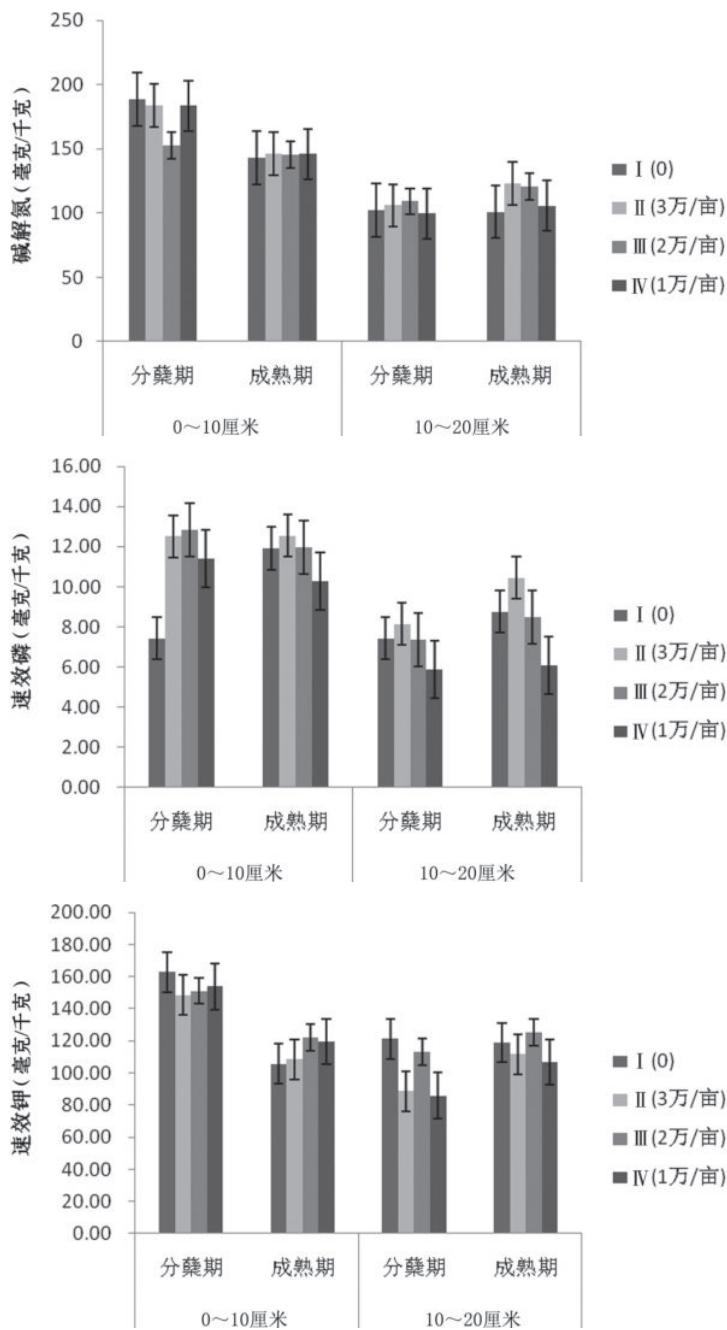 250
200
150
100
50
0
碱解氮(毫克/千克)
分蘖期 成熟期 分蘖期 成熟期
0～10厘米 10～20厘米
Ⅰ(0)
Ⅱ(3万/亩)
Ⅲ(2万/亩)
Ⅳ(1万/亩)
16.00
14.00
12.00
10.00
8.00
6.00
4.00
2.00
0.00
速效磷(毫克/千克)
分蘖期 成熟期 分蘖期 成熟期
0～10厘米 10～20厘米
Ⅰ(0)
Ⅱ(3万/亩)
Ⅲ(2万/亩)
Ⅳ(1万/亩)
200.00
180.00
160.00
140.00
120.00
100.00
80.00
60.00
40.00
20.00
0.00
速效钾(毫克/千克)
分蘖期 成熟期 分蘖期 成熟期
0～10厘米 10～20厘米
Ⅰ(0)
Ⅱ(3万/亩)
Ⅲ(2万/亩)
Ⅳ(1万/亩)